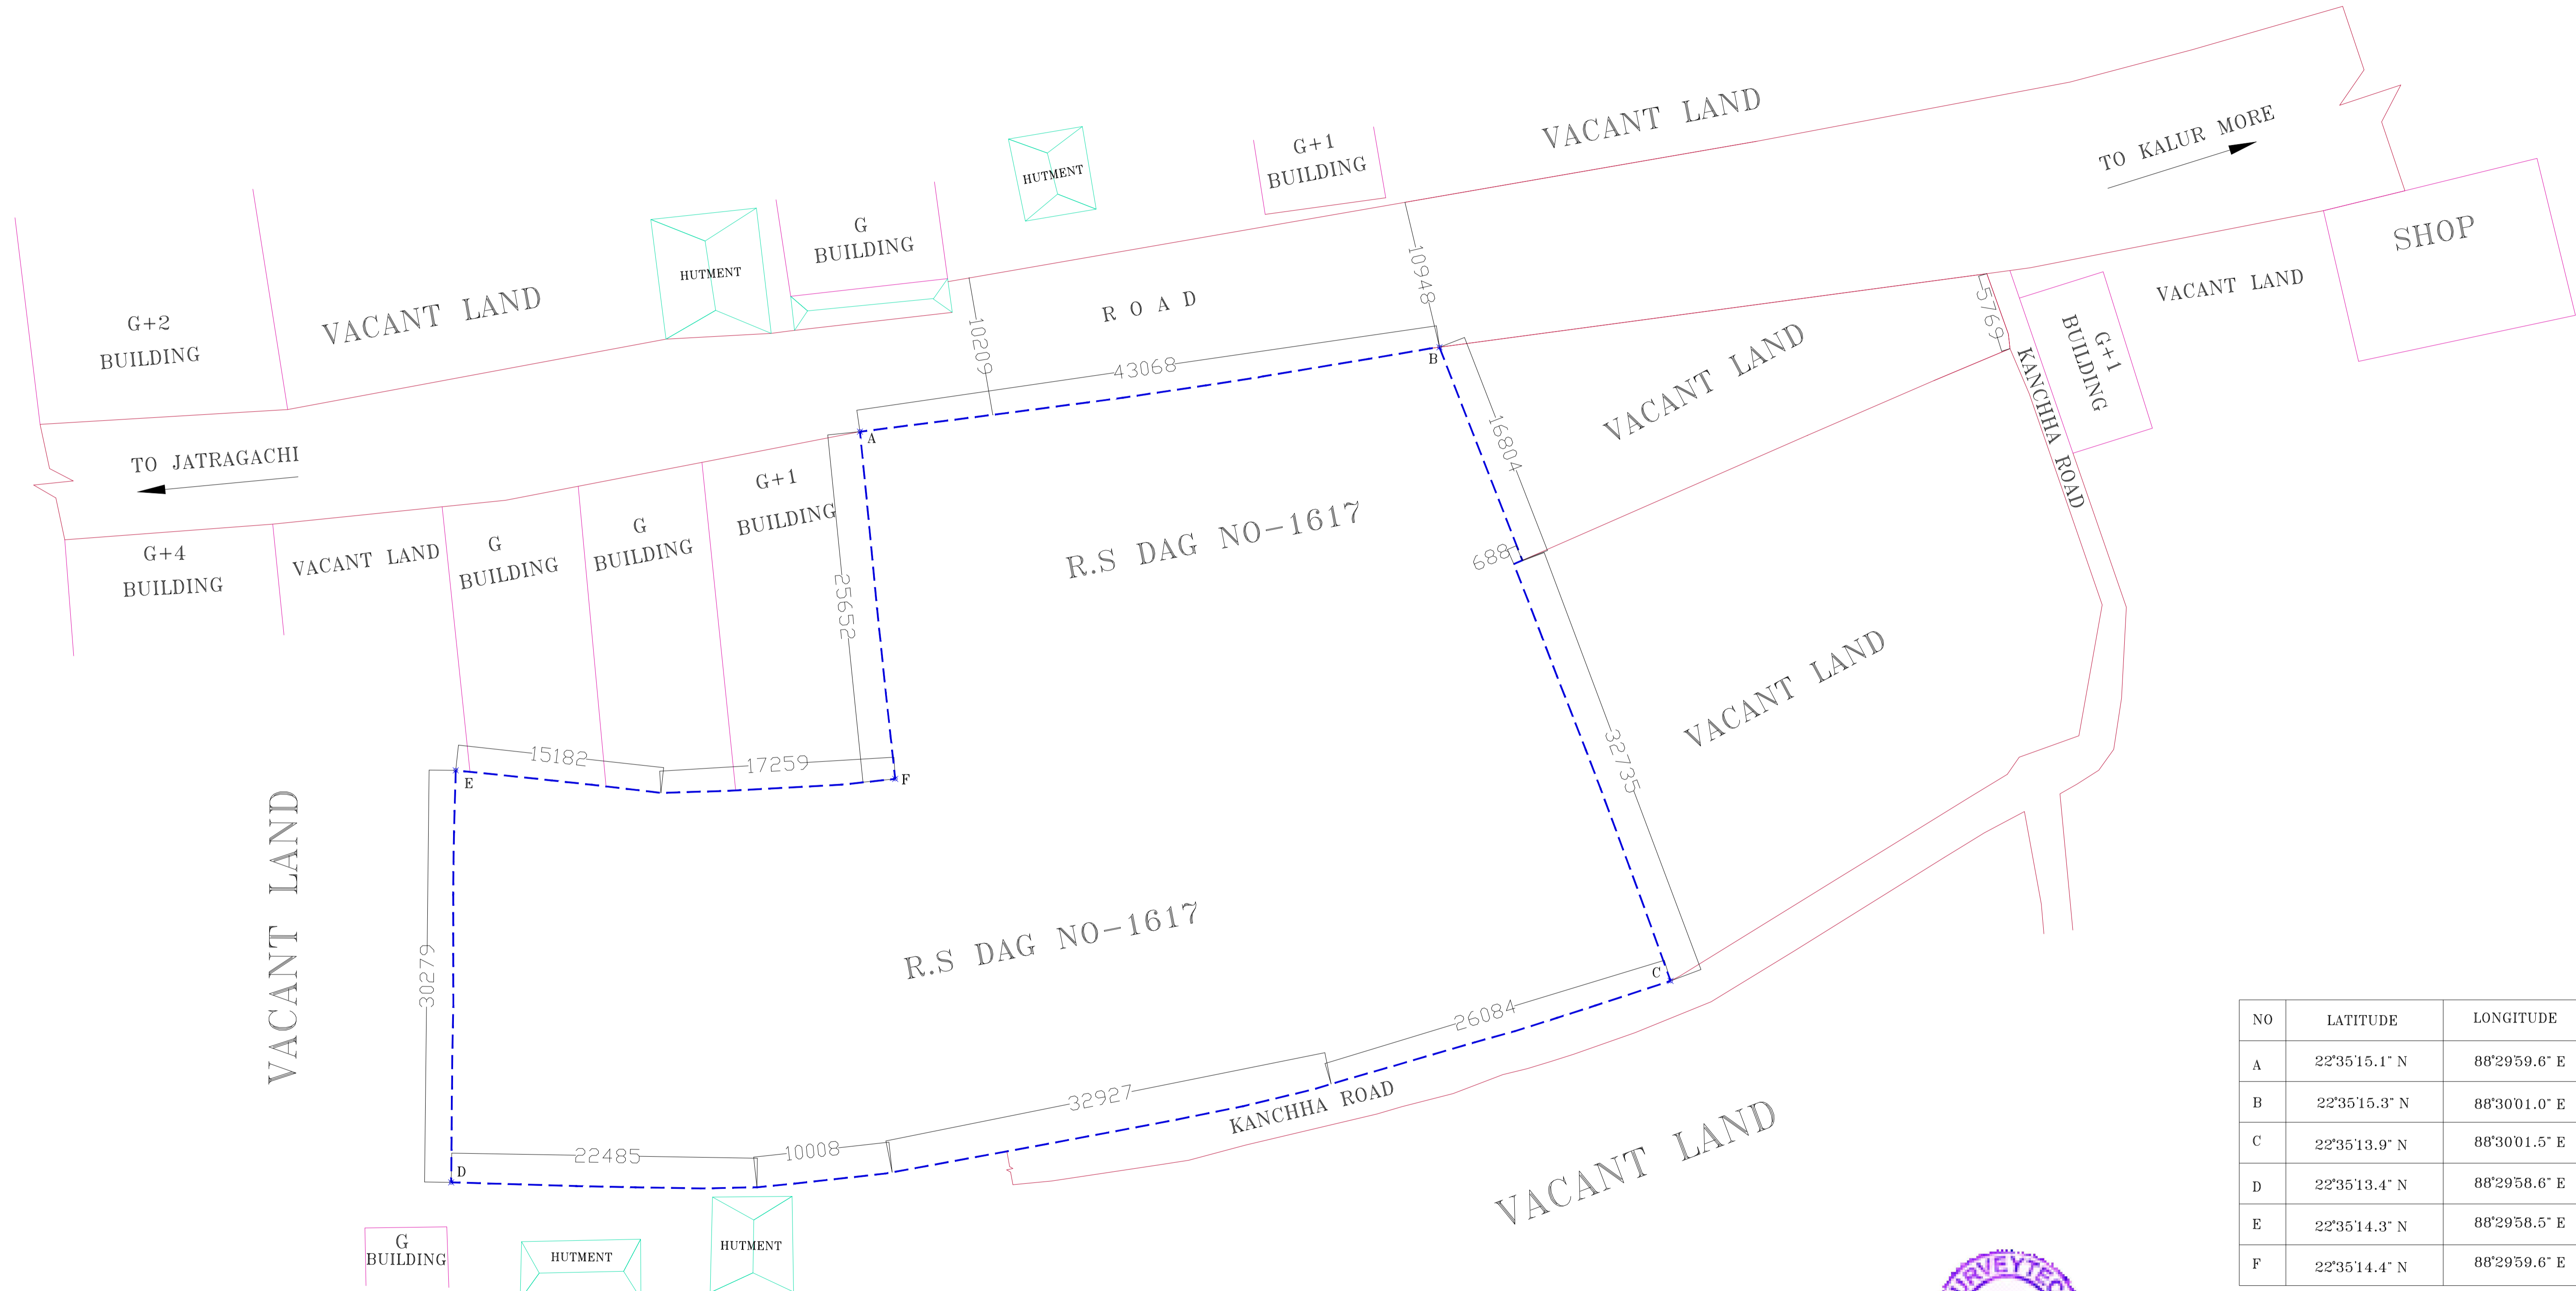 VACANT LAND
TO KALUR MORE
G+1
BUILDING
HUTMENT
G
BUILDING
HUTMENT
SHOP
VACANT LAND
G+2
BUILDING
VACANT LAND
R O A D
10948
10209
5769
G+1
BUILDING
KANCHHA ROAD
VACANT LAND
43068
B
A
TO JATRAGACHI
16804
G+1
BUILDING
G
BUILDING
G
BUILDING
VACANT LAND
G+4
BUILDING
25652
R.S DAG NO-1617
688
VACANT LAND
32735
15182
17259
E
F
VACANT LAND
30279
R.S DAG NO-1617
C
26084
32927
KANCHHA ROAD
10008
22485
D
VACANT LAND
G
BUILDING
HUTMENT
HUTMENT
NO LATITUDE LONGITUDE
A 22°35'15.1" N 88°29'59.6" E
B 22°35'15.3" N 88°30'01.0" E
C 22°35'13.9" N 88°30'01.5" E
D 22°35'13.4" N 88°29'58.6" E
E 22°35'14.3" N 88°29'58.5" E
F 22°35'14.4" N 88°29'59.6" E